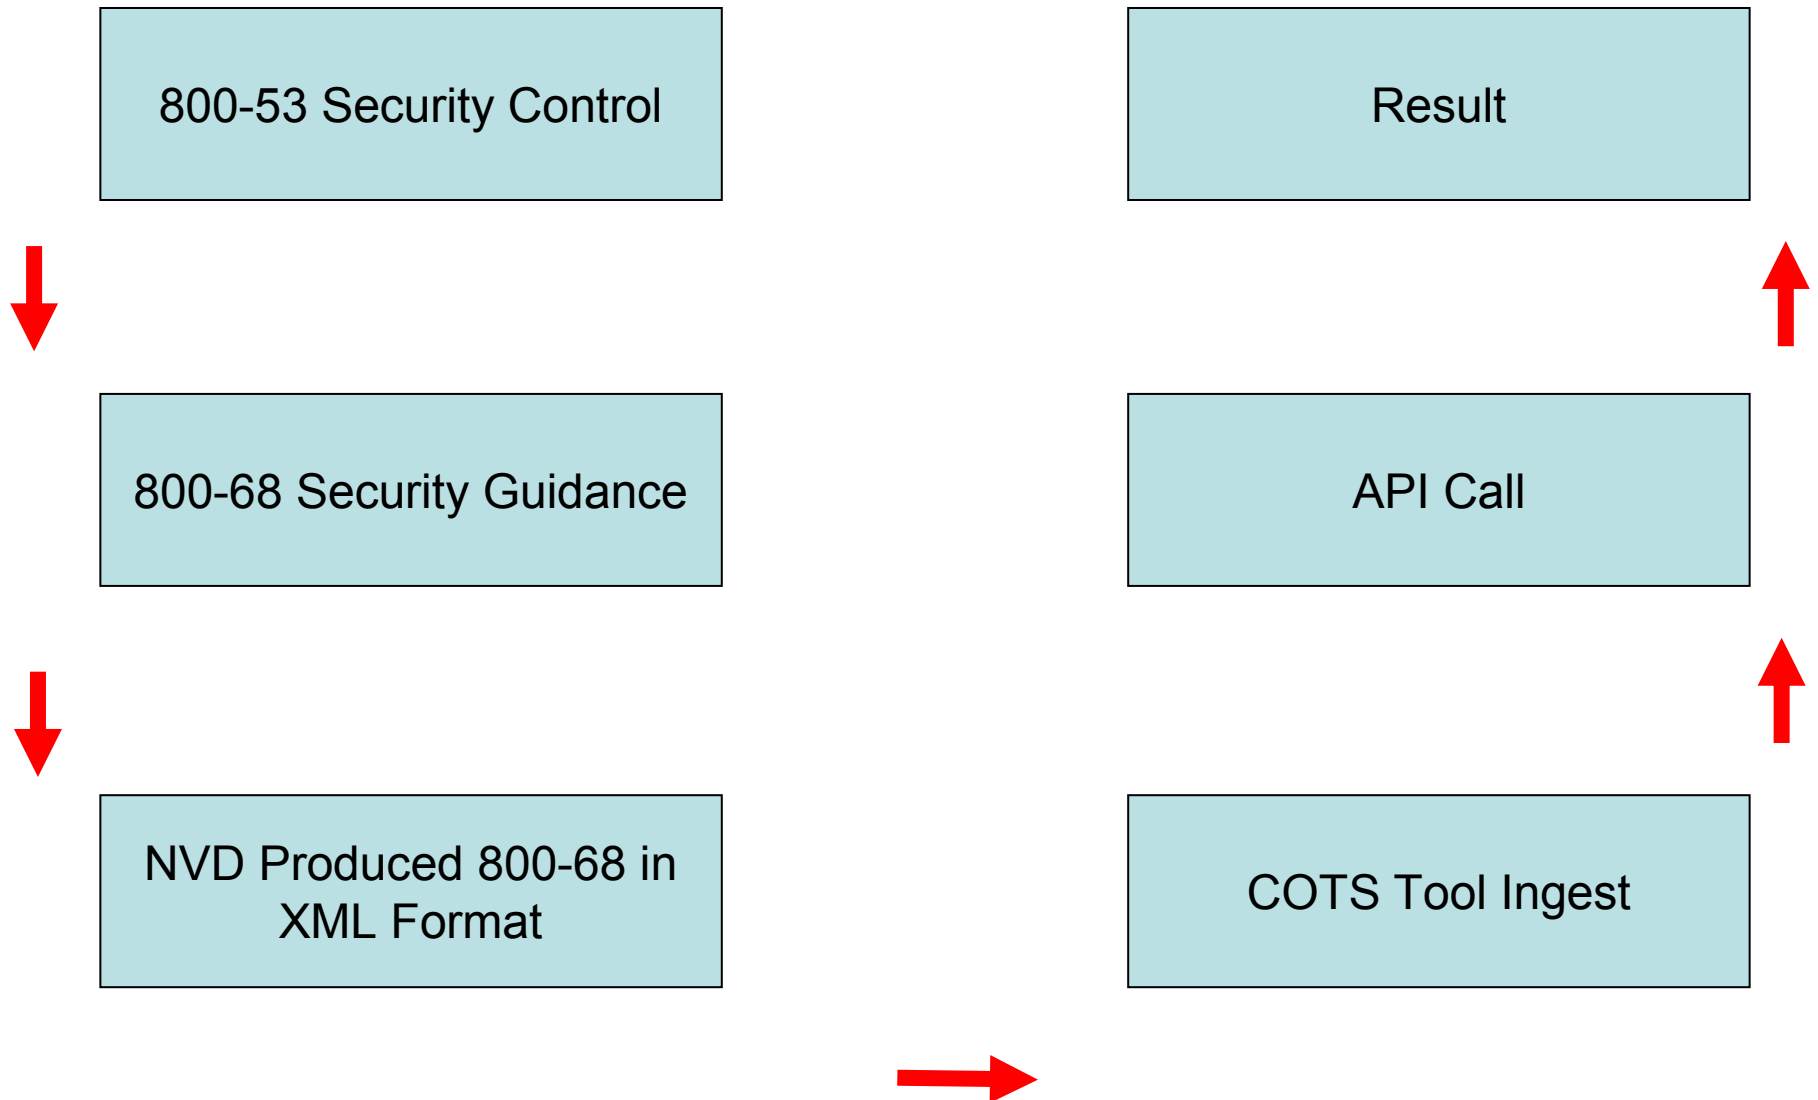 800-53 Security Control
Result
800-68 Security Guidance
API Call
NVD Produced 800-68 in
XML Format
COTS Tool Ingest